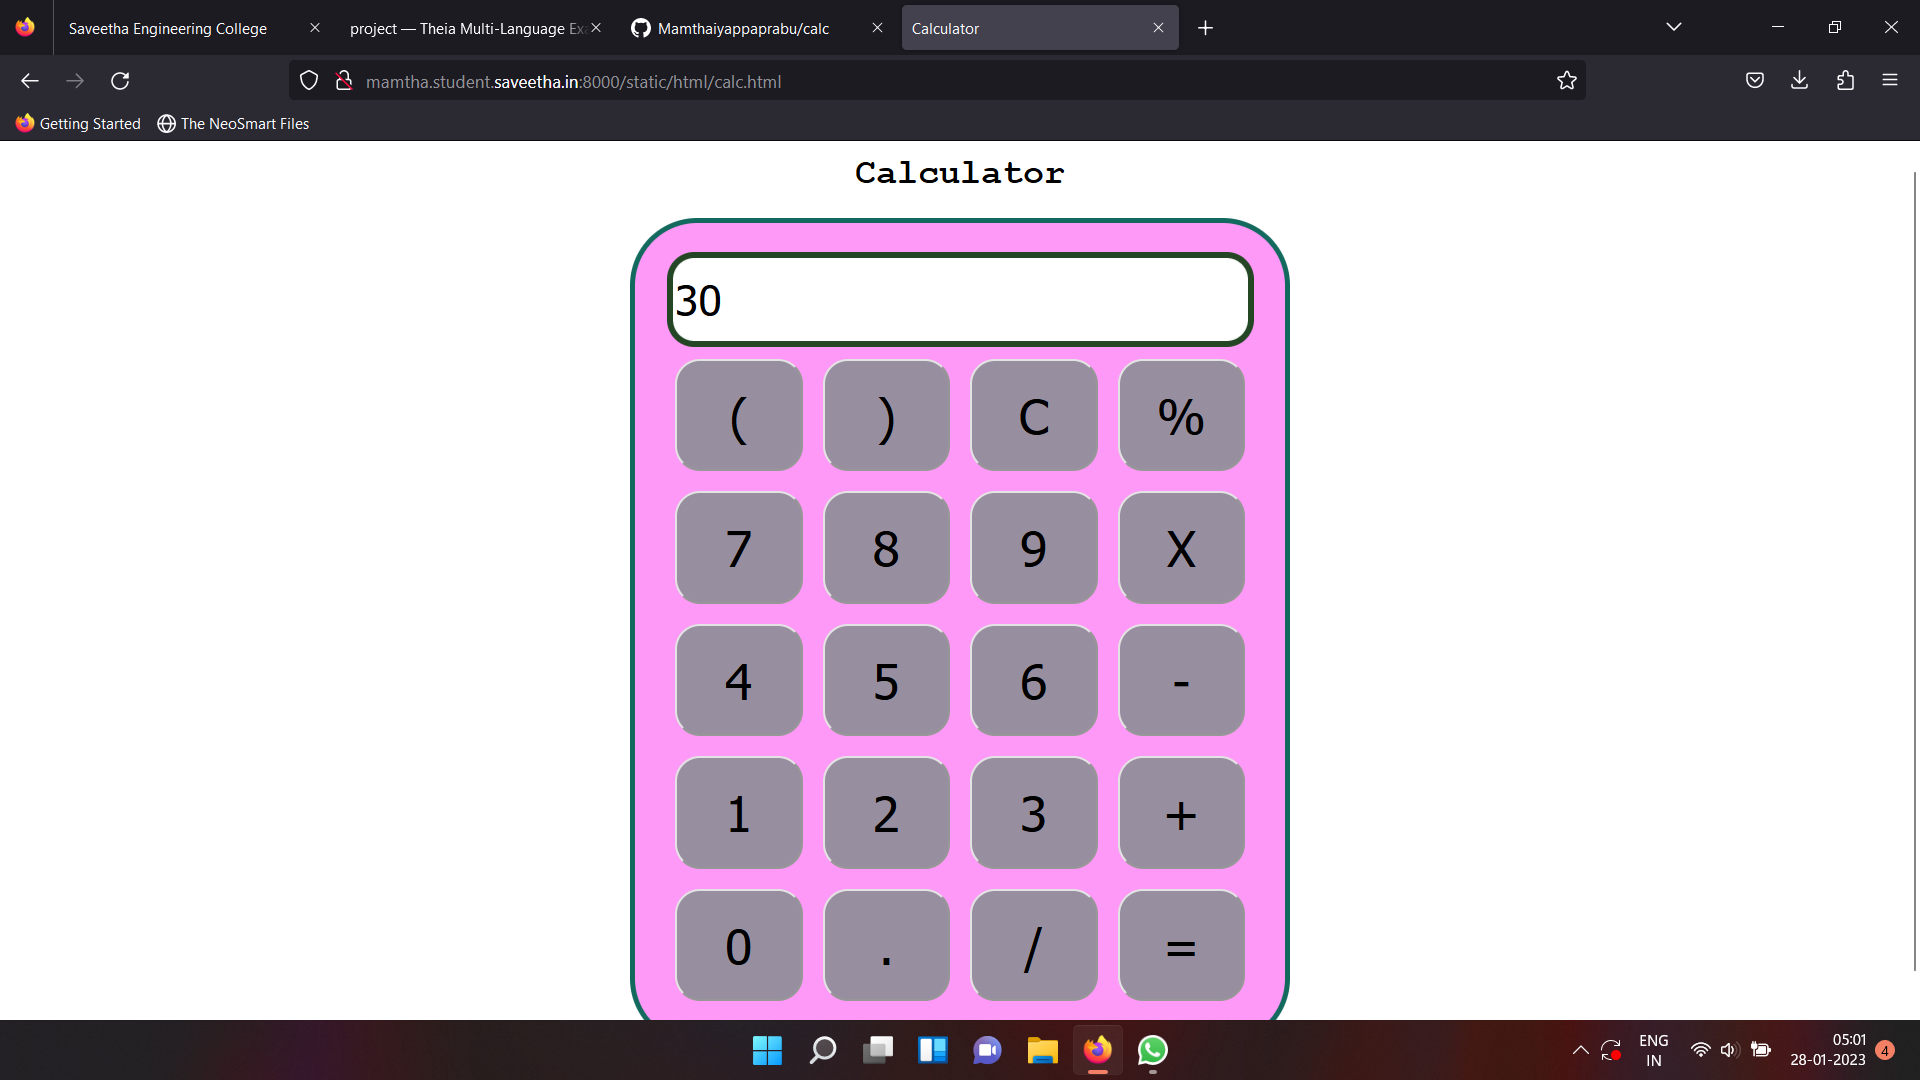 Saveetha Engineering College
project — Theia Multi-Language Ex
Mamthaiyappaprabu/calc
Calculator
mamtha.student.saveetha.in:8000/static/html/calc.html
Getting Started
The NeoSmart Files
Calculator
30
( ) C %
7 8 9 X
4 5 6 -
1 2 3 +
0 . / =
ENG
IN
05:01
28-01-2023
4